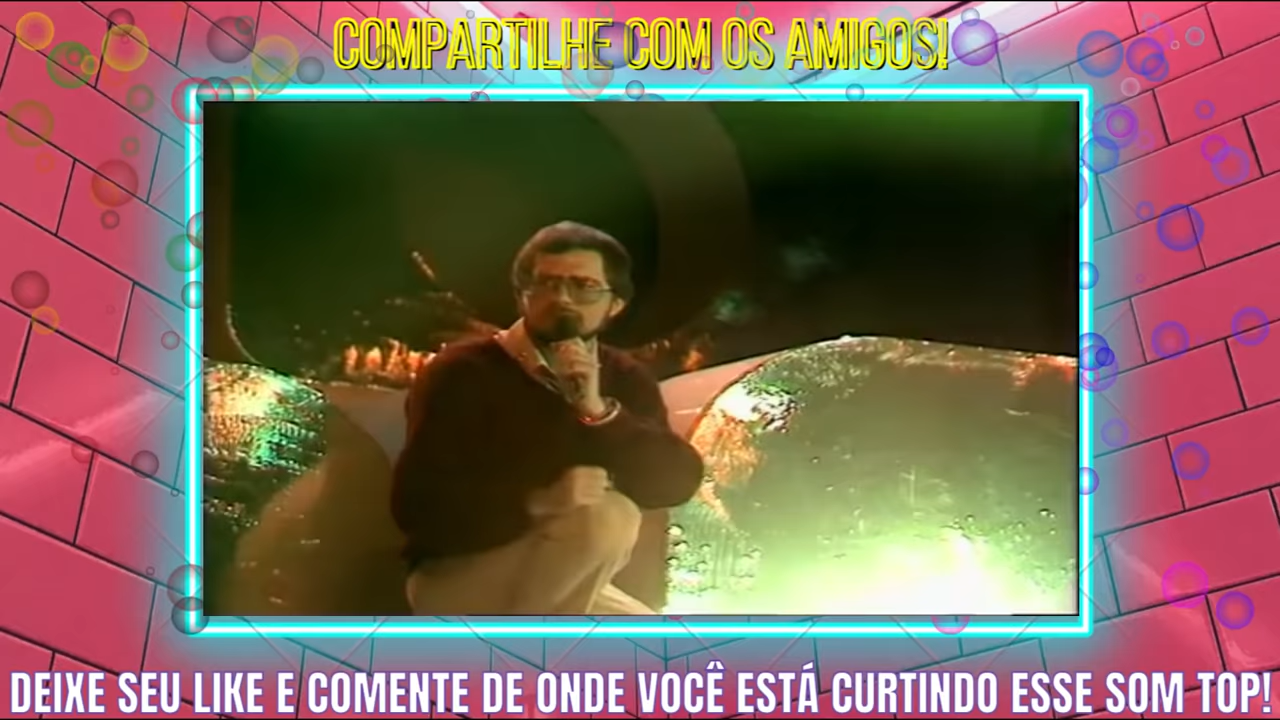 COMPARTILHE COM OS AMIGOS!
DEIXE SEU LIKE E COMENTE DE ONDE VOCÊ ESTÁ CURTINDO ESSE SOM TOP!